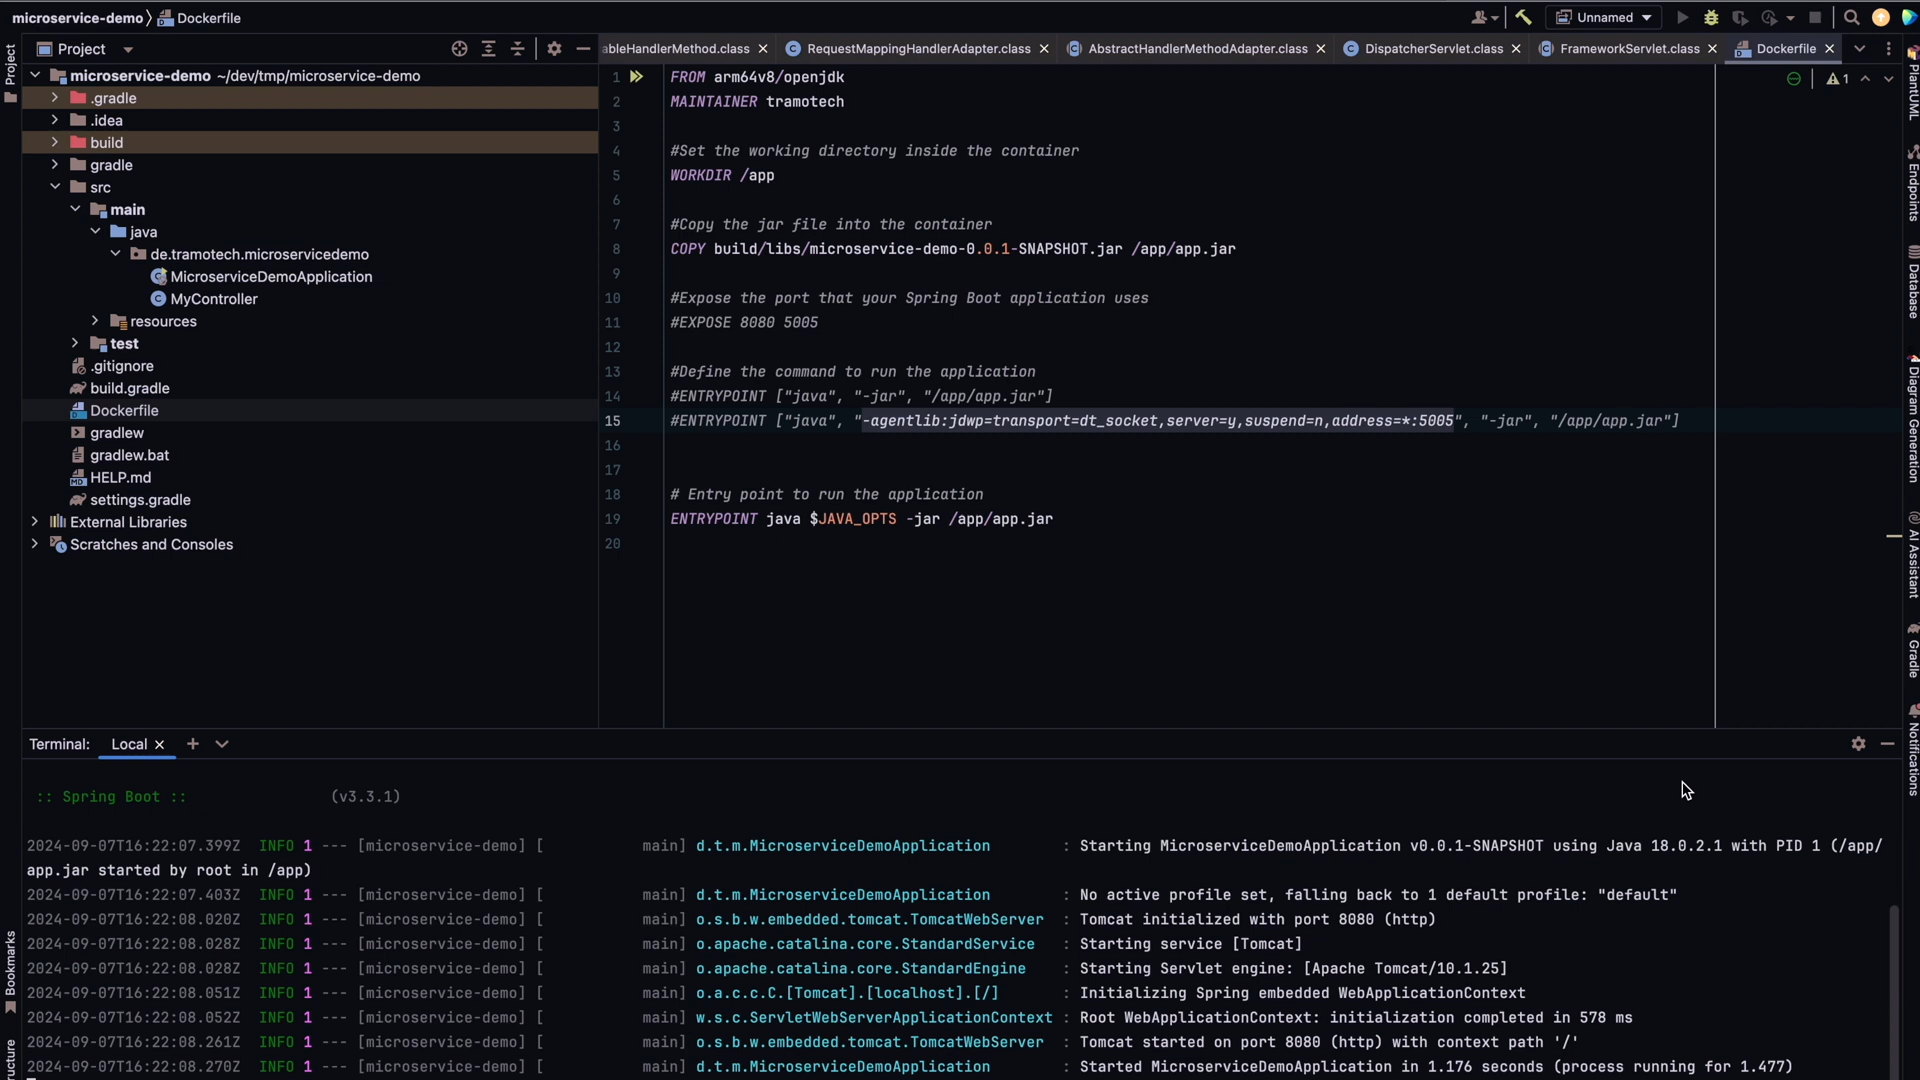 microservice-demo Dockerfile
Unnamed
Project
ableHandlerMethod.class RequestMappingHandlerAdapter.class AbstractHandlerMethodAdapter.class DispatcherServlet.class FrameworkServlet.class Dockerfile
Project
microservice-demo ~/dev/tmp/microservice-demo
.gradle
.idea
build
gradle
src
main
java
de.tramotech.microservicedemo
MicroserviceDemoApplication
MyController
resources
test
.gitignore
build.gradle
Dockerfile
gradlew
gradlew.bat
HELP.md
settings.gradle
External Libraries
Scratches and Consoles
1 FROM arm64v8/openjdk
2 MAINTAINER tramotech
3
4 #Set the working directory inside the container
5 WORKDIR /app
6
7 #Copy the jar file into the container
8 COPY build/libs/microservice-demo-0.0.1-SNAPSHOT.jar /app/app.jar
9
10 #Expose the port that your Spring Boot application uses
11 #EXPOSE 8080 5005
12
13 #Define the command to run the application
14 #ENTRYPOINT ["java", "-jar", "/app/app.jar"]
15 #ENTRYPOINT ["java", "-agentlib:jdwp=transport=dt_socket,server=y,suspend=n,address=*:5005", "-jar", "/app/app.jar"]
16
17
18 # Entry point to run the application
19 ENTRYPOINT java $JAVA_OPTS -jar /app/app.jar
20
1
PlantUML
Endpoints
Database
Diagram Generation
AI Assistant
Gradle
Notifications
Terminal: Local
:: Spring Boot :: (v3.3.1)
2024-09-07T16:22:07.399Z INFO 1 --- [microservice-demo] [ main] d.t.m.MicroserviceDemoApplication : Starting MicroserviceDemoApplication v0.0.1-SNAPSHOT using Java 18.0.2.1 with PID 1 (/app/
app.jar started by root in /app)
2024-09-07T16:22:07.403Z INFO 1 --- [microservice-demo] [ main] d.t.m.MicroserviceDemoApplication : No active profile set, falling back to 1 default profile: "default"
2024-09-07T16:22:08.020Z INFO 1 --- [microservice-demo] [ main] o.s.b.w.embedded.tomcat.TomcatWebServer : Tomcat initialized with port 8080 (http)
2024-09-07T16:22:08.028Z INFO 1 --- [microservice-demo] [ main] o.apache.catalina.core.StandardService : Starting service [Tomcat]
2024-09-07T16:22:08.028Z INFO 1 --- [microservice-demo] [ main] o.apache.catalina.core.StandardEngine : Starting Servlet engine: [Apache Tomcat/10.1.25]
2024-09-07T16:22:08.051Z INFO 1 --- [microservice-demo] [ main] o.a.c.c.C.[Tomcat].[localhost].[/] : Initializing Spring embedded WebApplicationContext
2024-09-07T16:22:08.052Z INFO 1 --- [microservice-demo] [ main] w.s.c.ServletWebServerApplicationContext : Root WebApplicationContext: initialization completed in 578 ms
2024-09-07T16:22:08.261Z INFO 1 --- [microservice-demo] [ main] o.s.b.w.embedded.tomcat.TomcatWebServer : Tomcat started on port 8080 (http) with context path '/'
2024-09-07T16:22:08.270Z INFO 1 --- [microservice-demo] [ main] d.t.m.MicroserviceDemoApplication : Started MicroserviceDemoApplication in 1.176 seconds (process running for 1.477)
Bookmarks
ucture